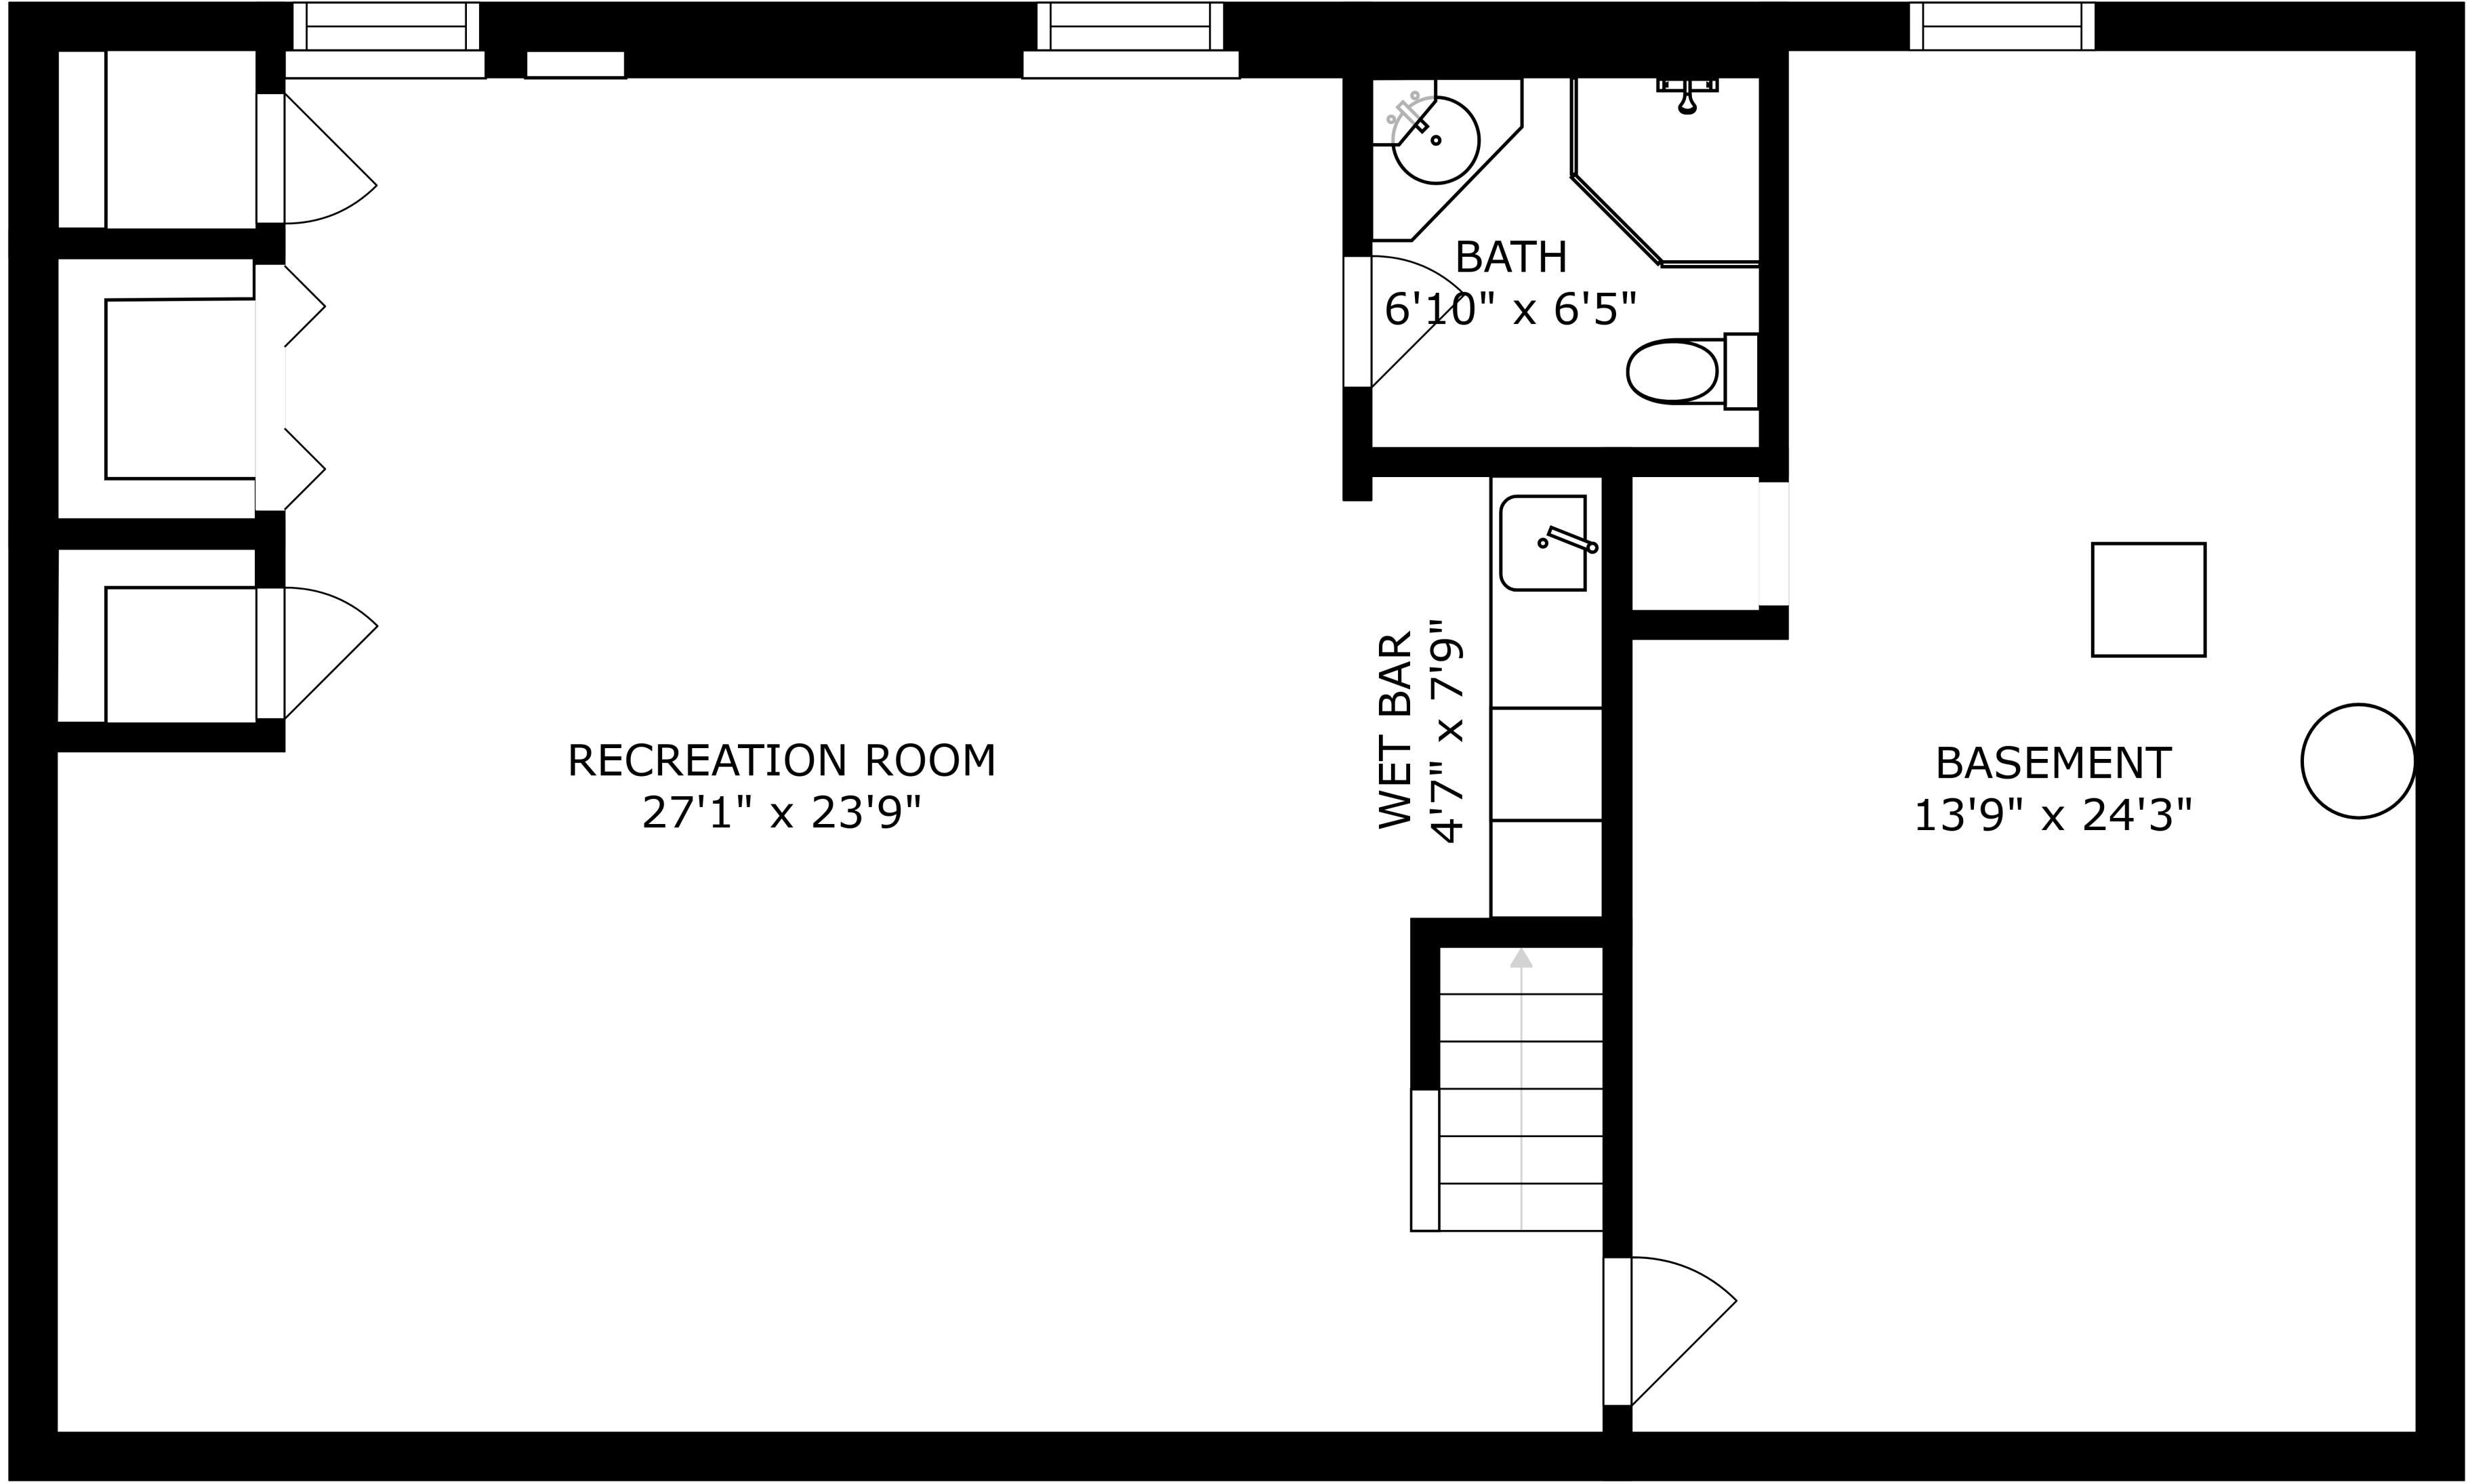 BATH
6'10" x 6'5"
WET BAR
4'7" x 7'9"
RECREATION ROOM
27'1" x 23'9"
BASEMENT
13'9" x 24'3"